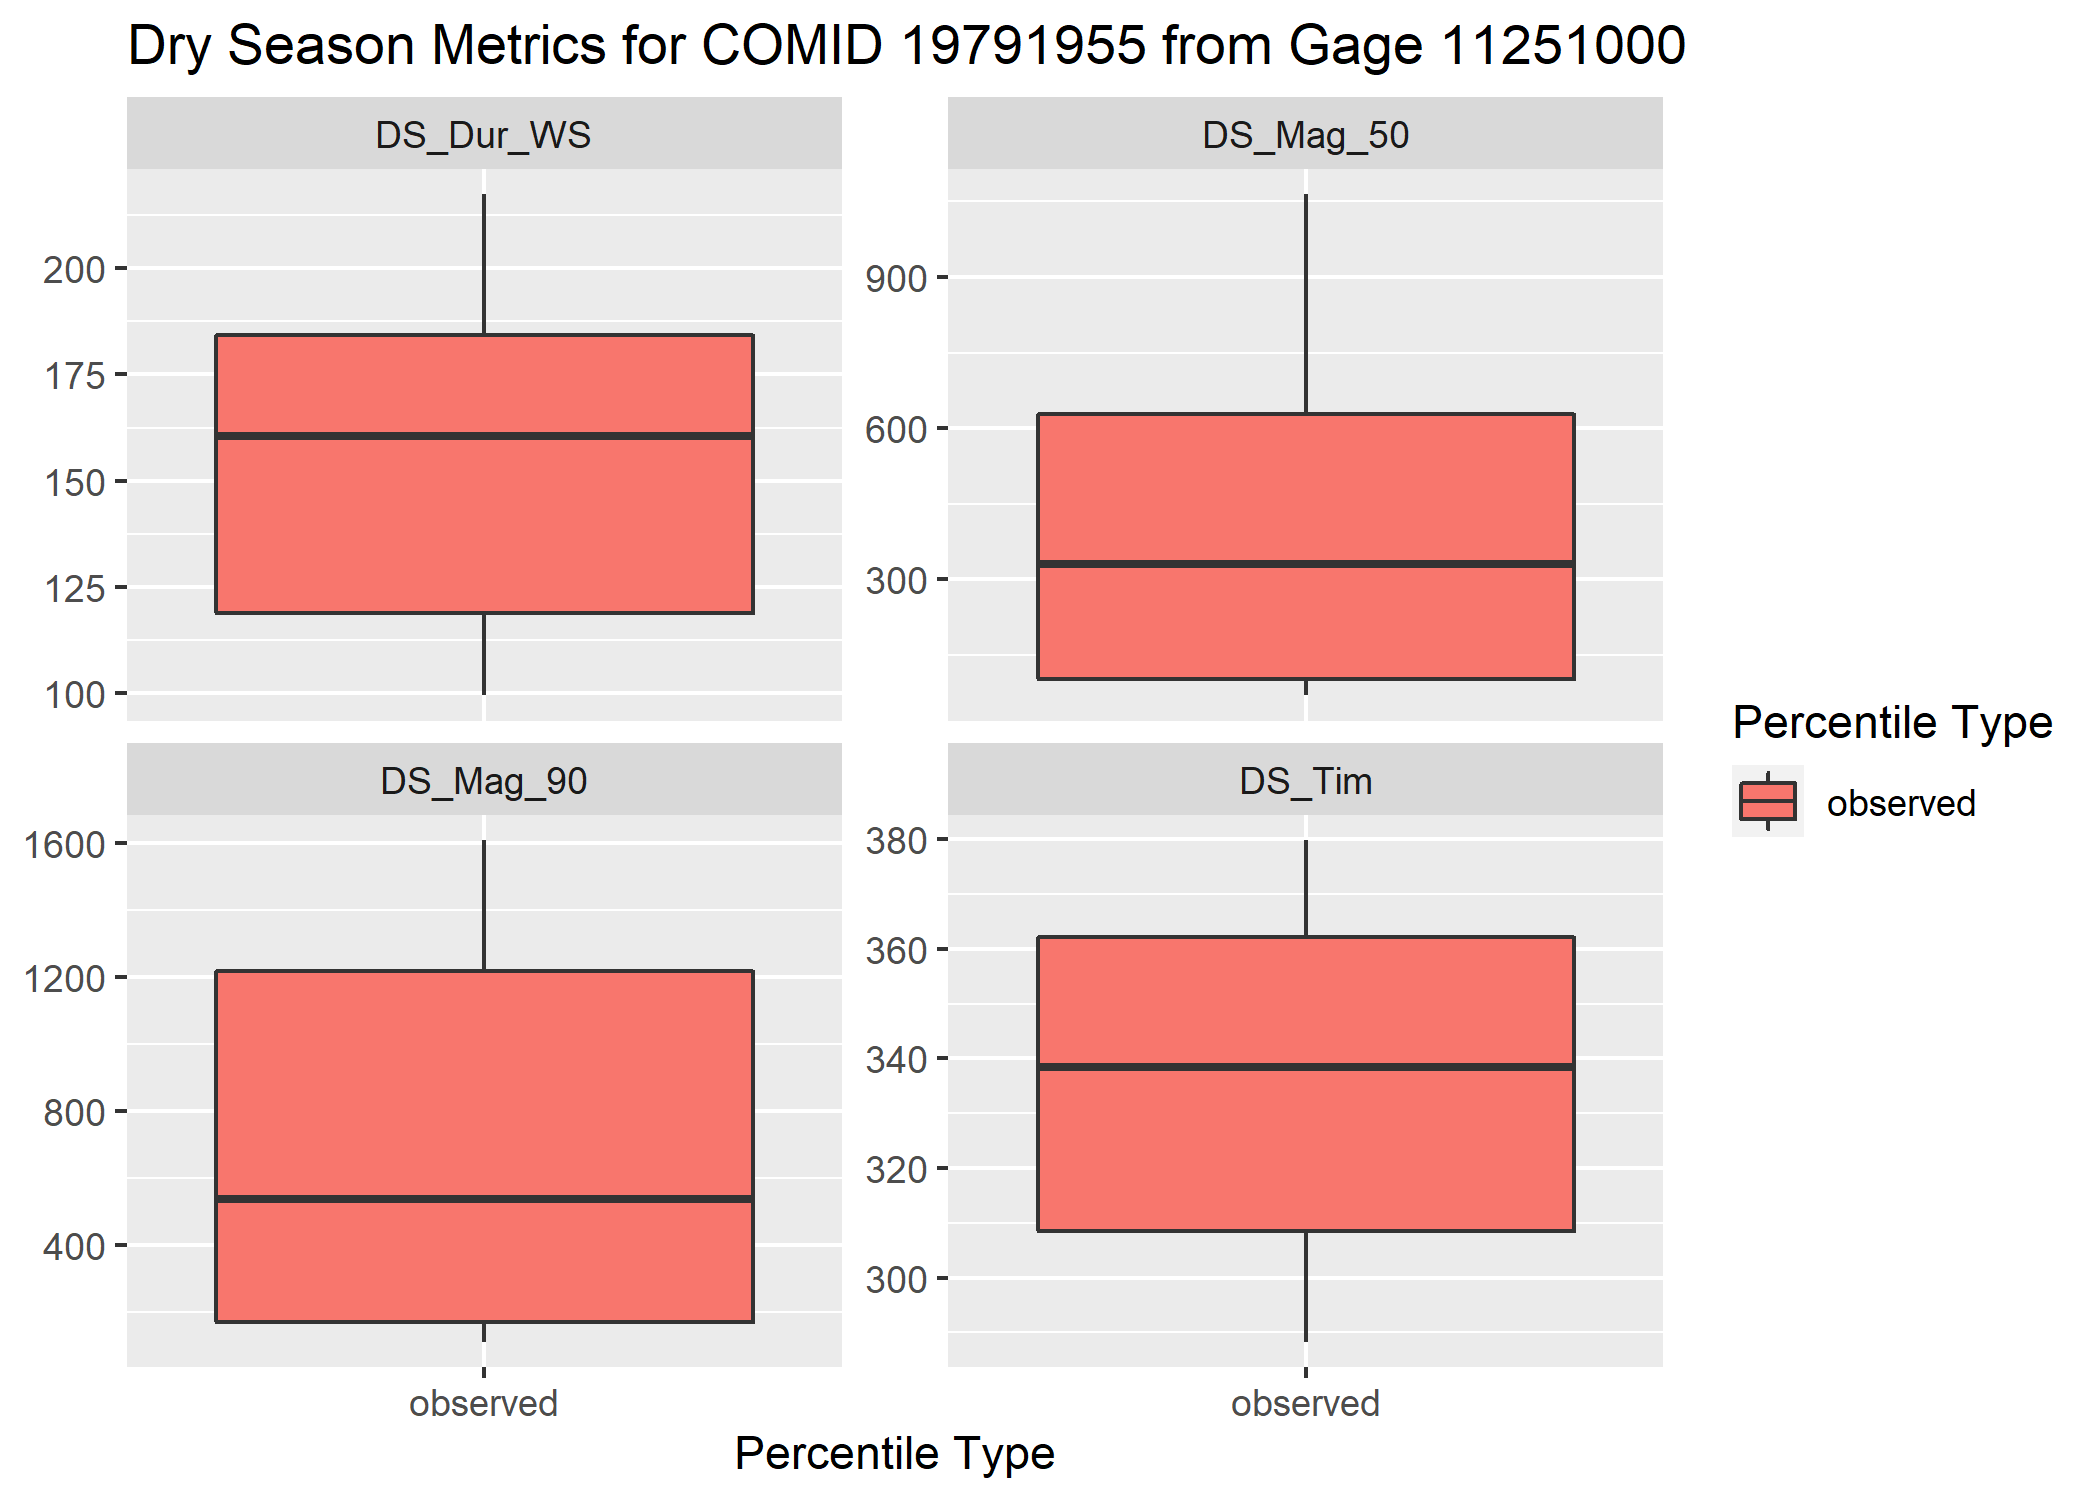 Dry Season Metrics for COMID 19791955 from Gage 11251000
DS_Dur_WS
200
175
150
125
100
DS_Mag_50
900
600
300
DS_Mag_90
1600
1200
800
400
observed
DS_Tim
380
360
340
320
300
observed
Percentile Type
Percentile Type
observed